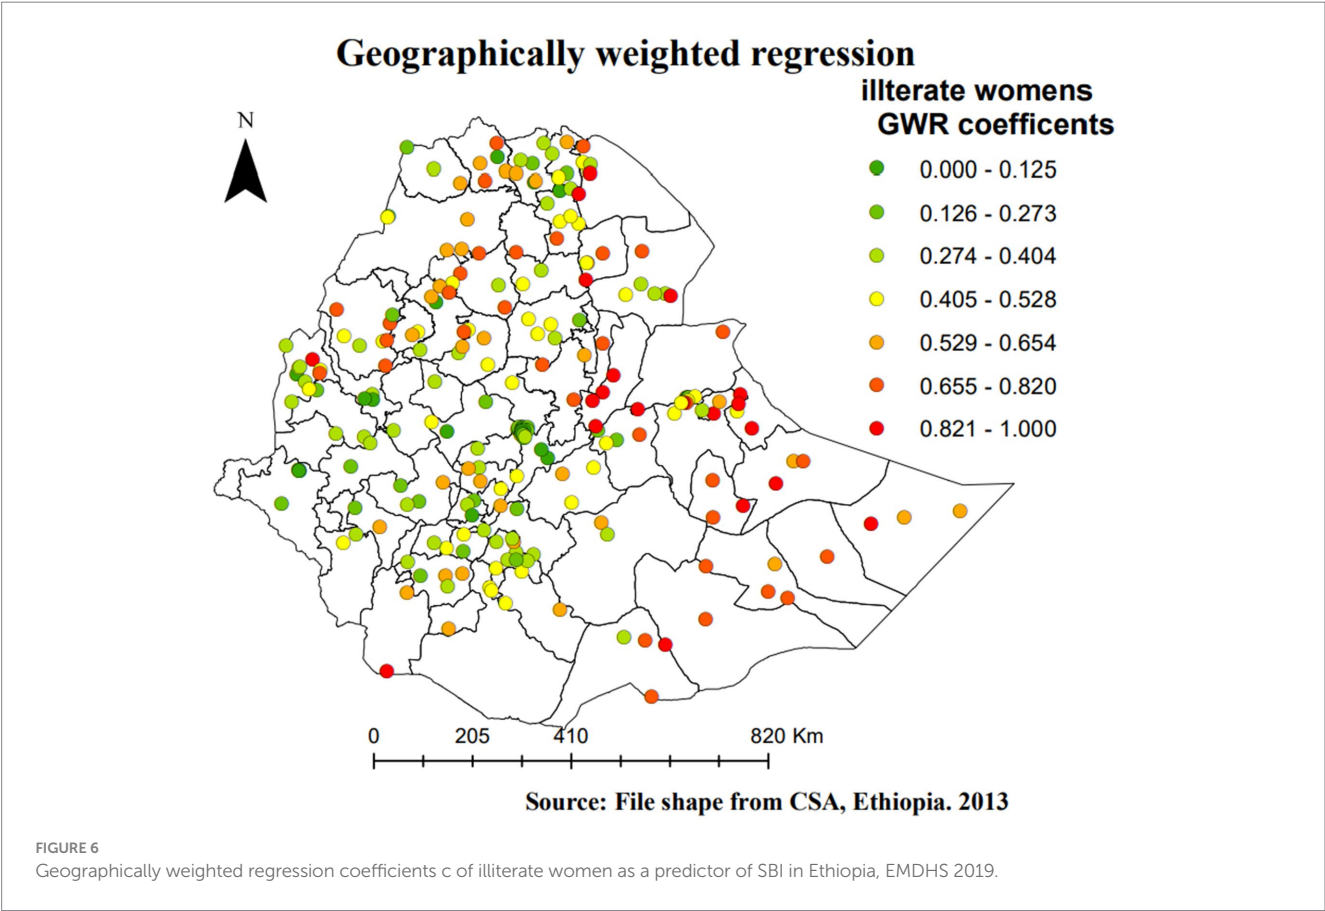 Geographically weighted regression
illterate womens
GWR coefficents
N
0.000 - 0.125
0.126 - 0.273
0.274 - 0.404
0.405 - 0.528
0.529 - 0.654
0.655 - 0.820
0.821 - 1.000
0 205 410 820 Km
Source: File shape from CSA, Ethiopia. 2013
FIGURE 6
Geographically weighted regression coefficients c of illiterate women as a predictor of SBI in Ethiopia, EMDHS 2019.